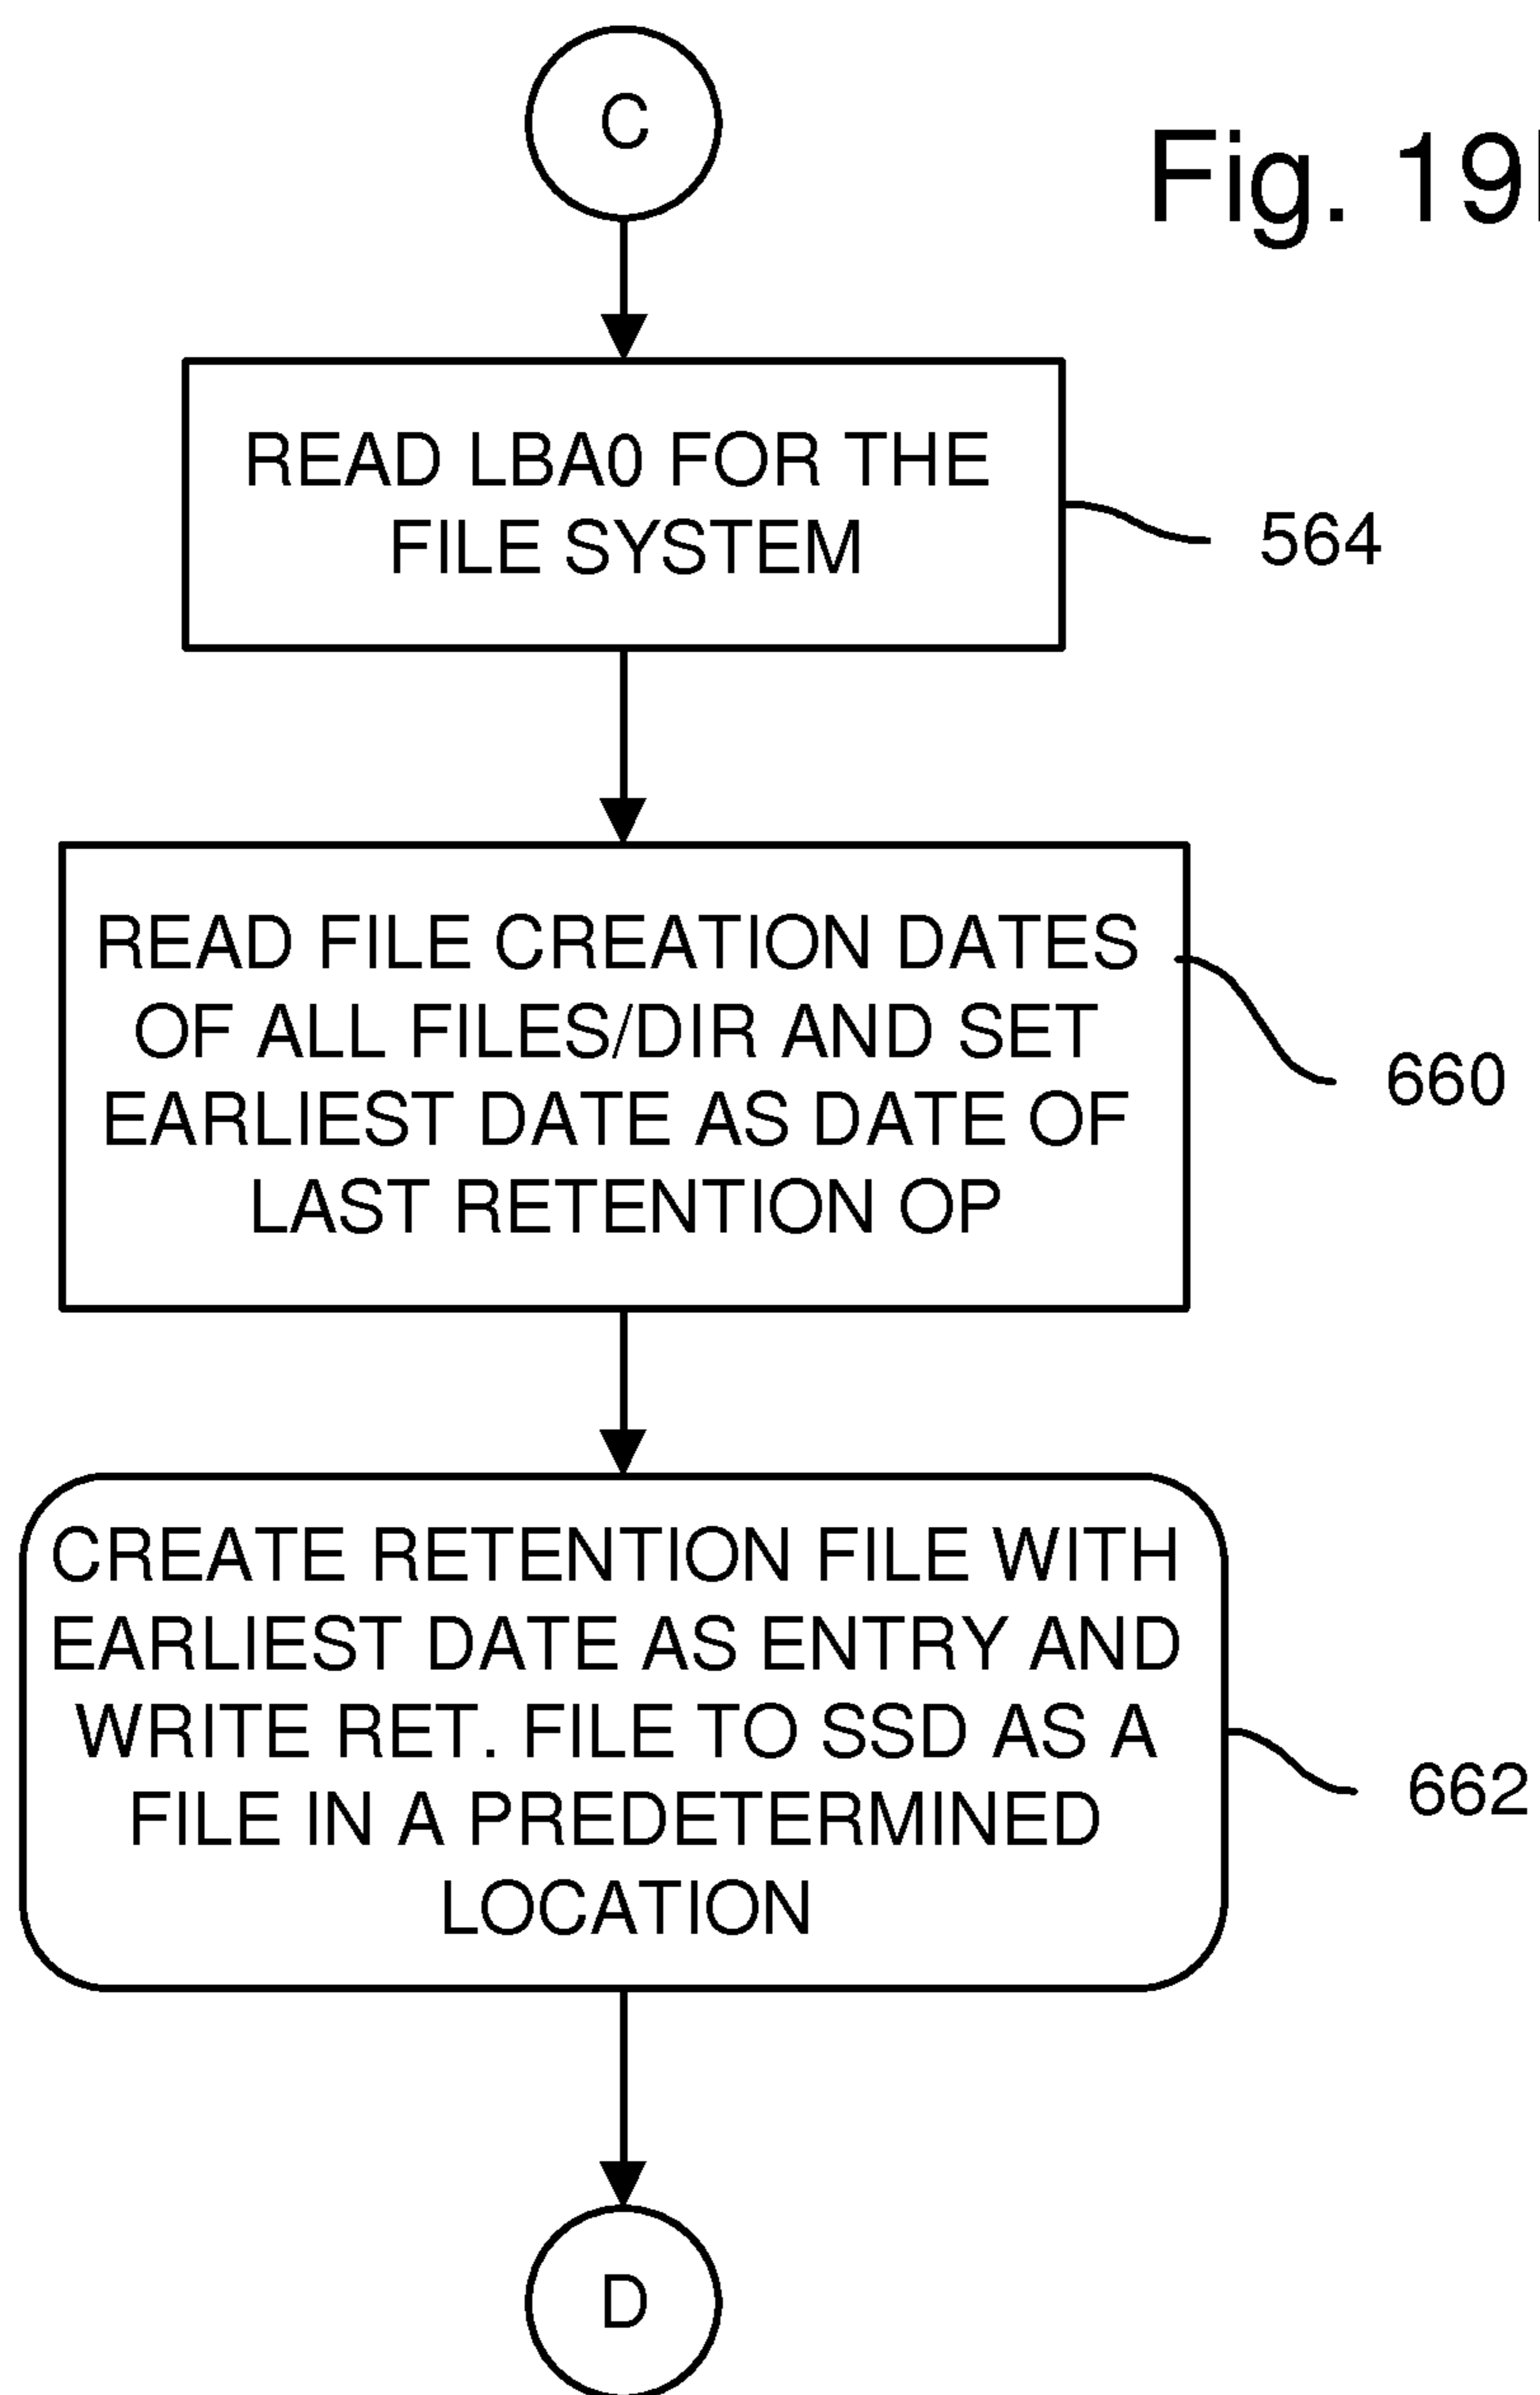 C
Fig. 19
READ LBA0 FOR THE
FILE SYSTEM
564
READ FILE CREATION DATES
OF ALL FILES/DIR AND SET
EARLIEST DATE AS DATE OF
LAST RETENTION OP
660
CREATE RETENTION FILE WITH
EARLIEST DATE AS ENTRY AND
WRITE RET. FILE TO SSD AS A
FILE IN A PREDETERMINED
LOCATION
662
D